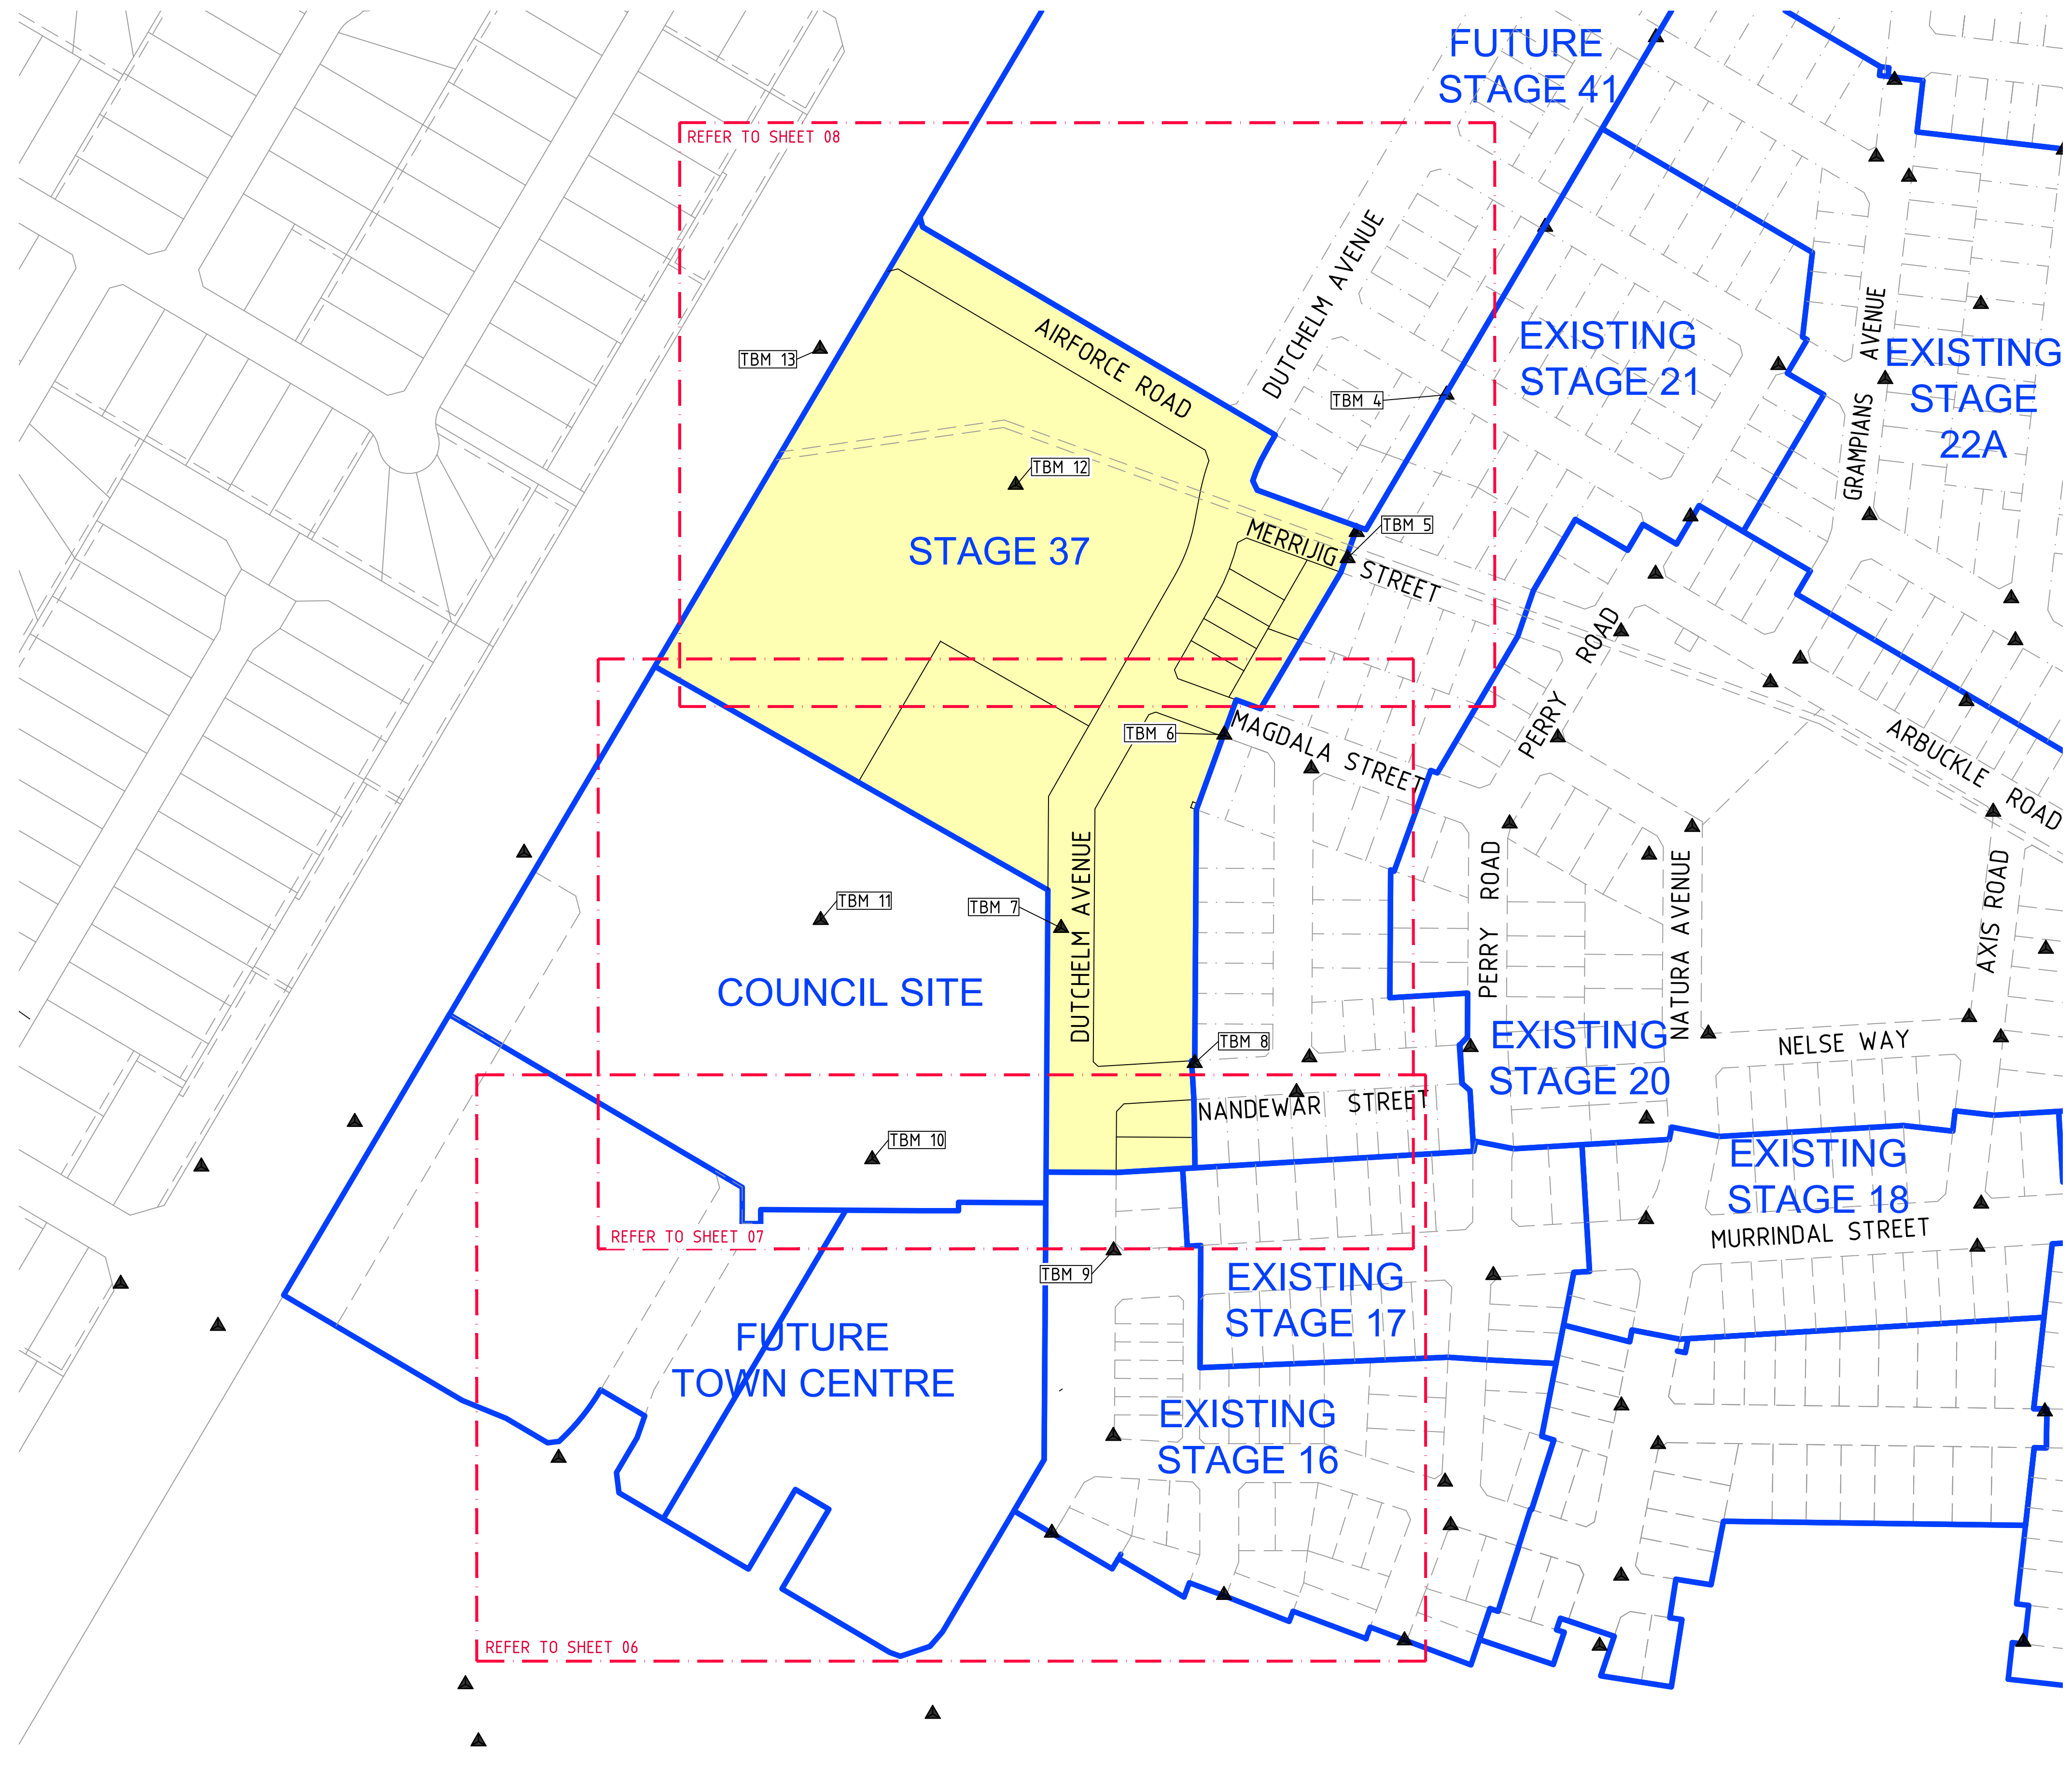 FUTURE
STAGE 41
REFER TO SHEET 08
DUTCHELM AVENUE
AIRFORCE ROAD
TBM 13
TBM 4
EXISTING
STAGE 21
GRAMPIANS AVENUE
EXISTING
STAGE
22A
TBM 12
TBM 5
STAGE 37
MERRIJIG STREET
PERRY ROAD
TBM 6
MAGDALA STREET
ARBUCKLE ROAD
DUTCHELM AVENUE
PERRY ROAD
NATURA AVENUE
AXIS ROAD
TBM 11
TBM 7
COUNCIL SITE
TBM 8
EXISTING
STAGE 20
NELSE WAY
NANDEWAR STREET
TBM 10
EXISTING
STAGE 18
MURRINDAL STREET
REFER TO SHEET 07
TBM 9
EXISTING
STAGE 17
FUTURE
TOWN CENTRE
EXISTING
STAGE 16
REFER TO SHEET 06